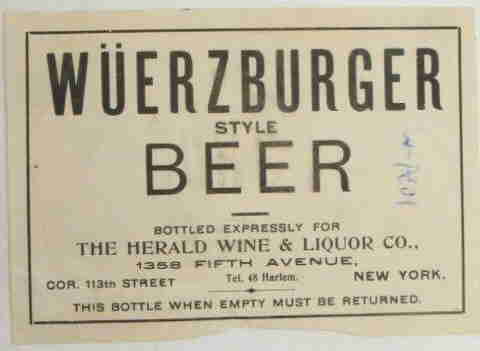 WÜERZBURGER
STYLE
BEER
BOTTLED EXPRESSLY FOR
THE HERALD WINE & LIQUOR CO.,
1358 FIFTH AVENUE,
COR. 113TH STREET Tel. 48 Harlem. NEW YORK.
THIS BOTTLE WHEN EMPTY MUST BE RETURNED.